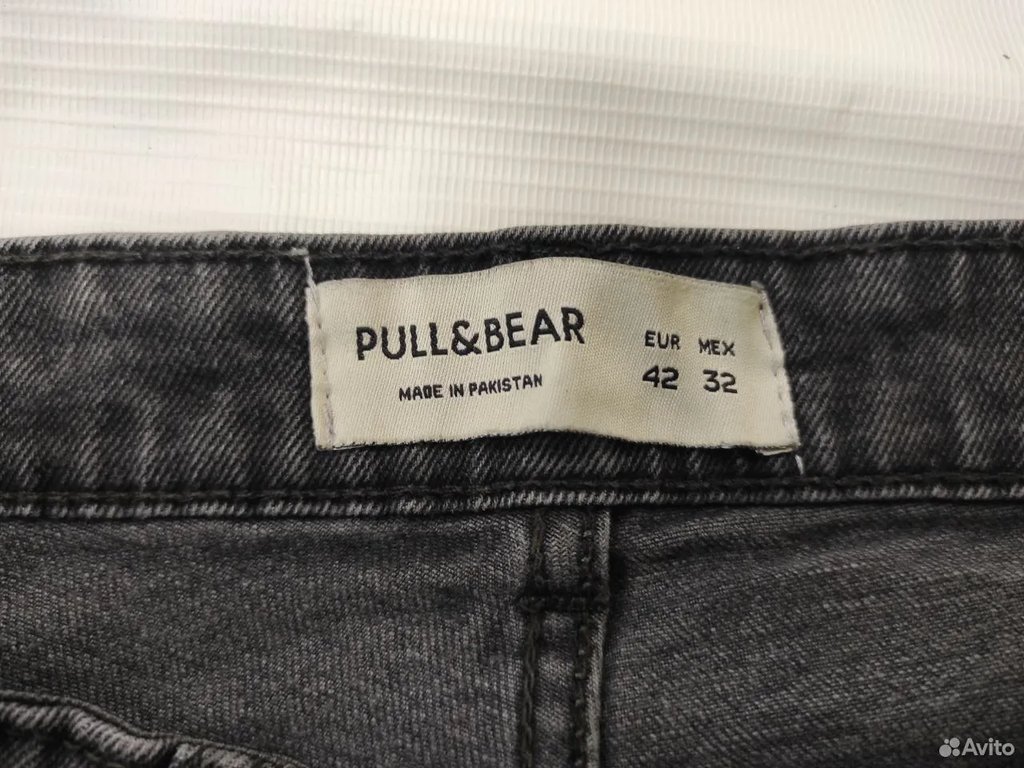 PULL&BEAR
MADE IN PAKISTAN
EUR MEX
42 32
Avito